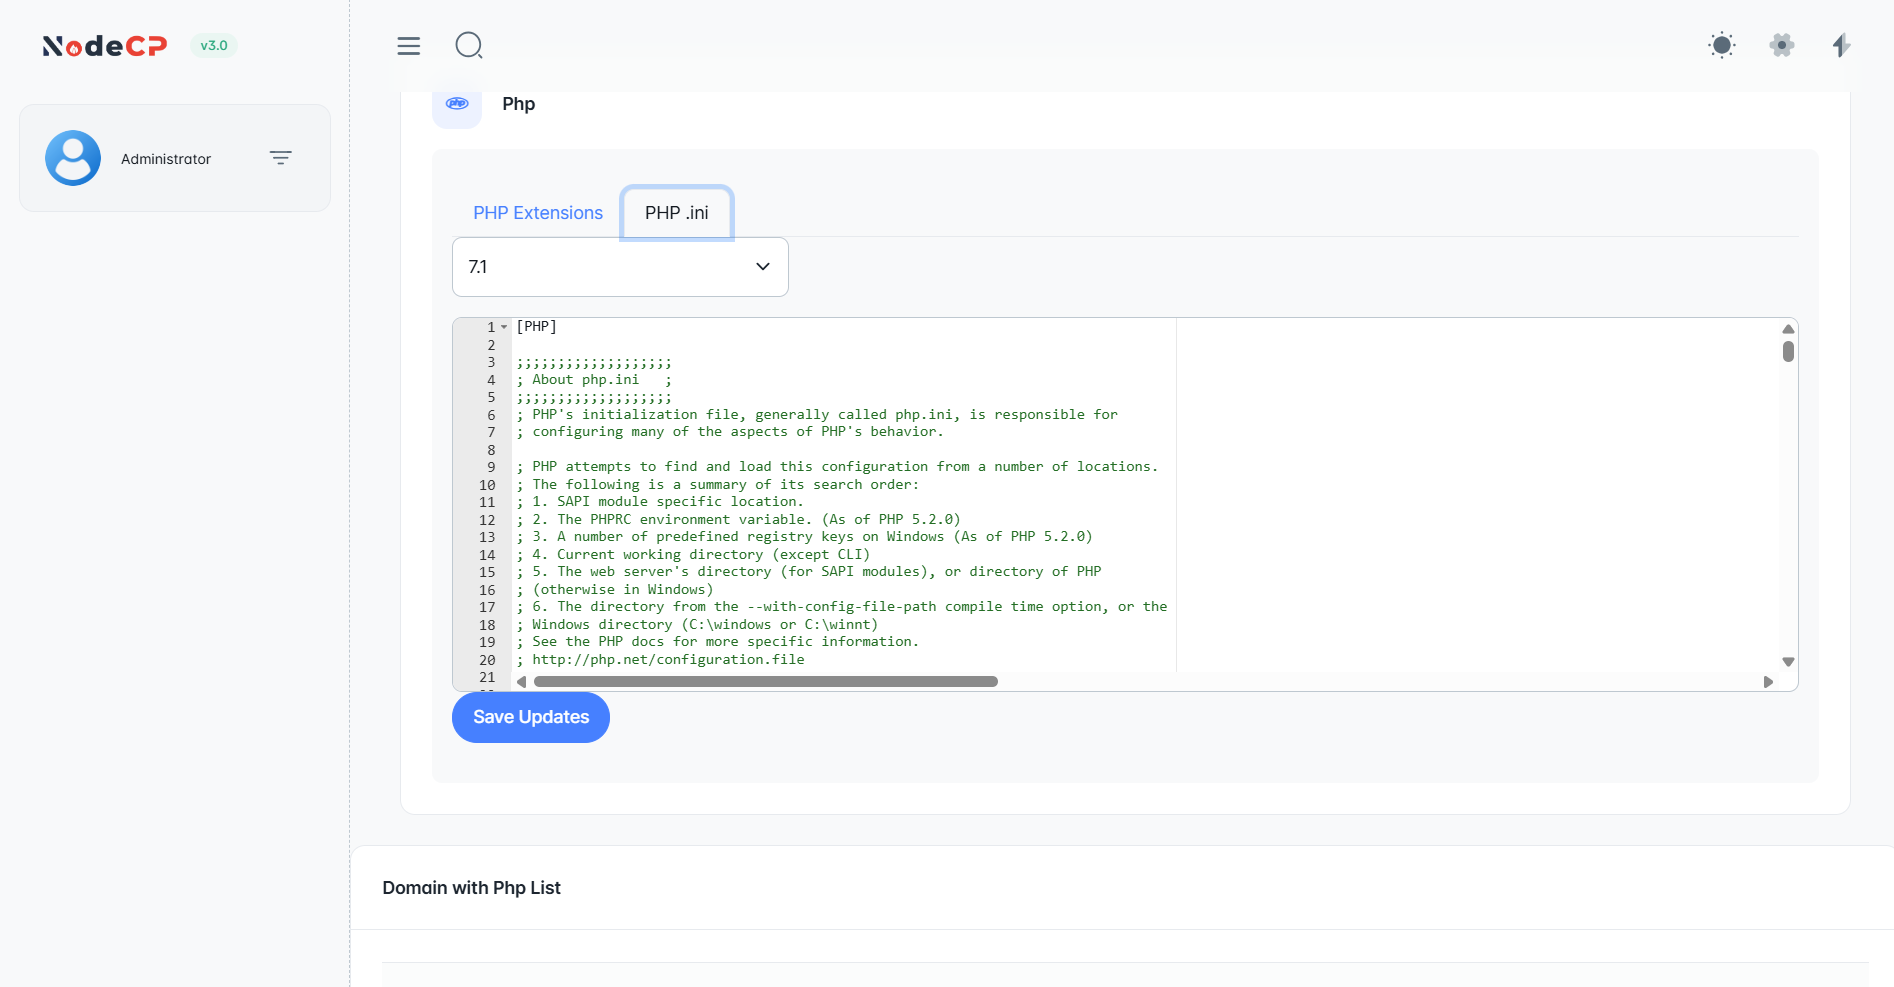 NodeCP v3.0
Administrator
php Php
PHP Extensions PHP .ini
7.1
1 [PHP]
2
3 ;;;;;;;;;;;;;;;;;;;
4 ; About php.ini   ;
5 ;;;;;;;;;;;;;;;;;;;
6 ; PHP's initialization file, generally called php.ini, is responsible for
7 ; configuring many of the aspects of PHP's behavior.
8
9 ; PHP attempts to find and load this configuration from a number of locations.
10 ; The following is a summary of its search order:
11 ; 1. SAPI module specific location.
12 ; 2. The PHPRC environment variable. (As of PHP 5.2.0)
13 ; 3. A number of predefined registry keys on Windows (As of PHP 5.2.0)
14 ; 4. Current working directory (except CLI)
15 ; 5. The web server's directory (for SAPI modules), or directory of PHP
16 ; (otherwise in Windows)
17 ; 6. The directory from the --with-config-file-path compile time option, or the
18 ; Windows directory (C:\windows or C:\winnt)
19 ; See the PHP docs for more specific information.
20 ; http://php.net/configuration.file
21
Save Updates
Domain with Php List